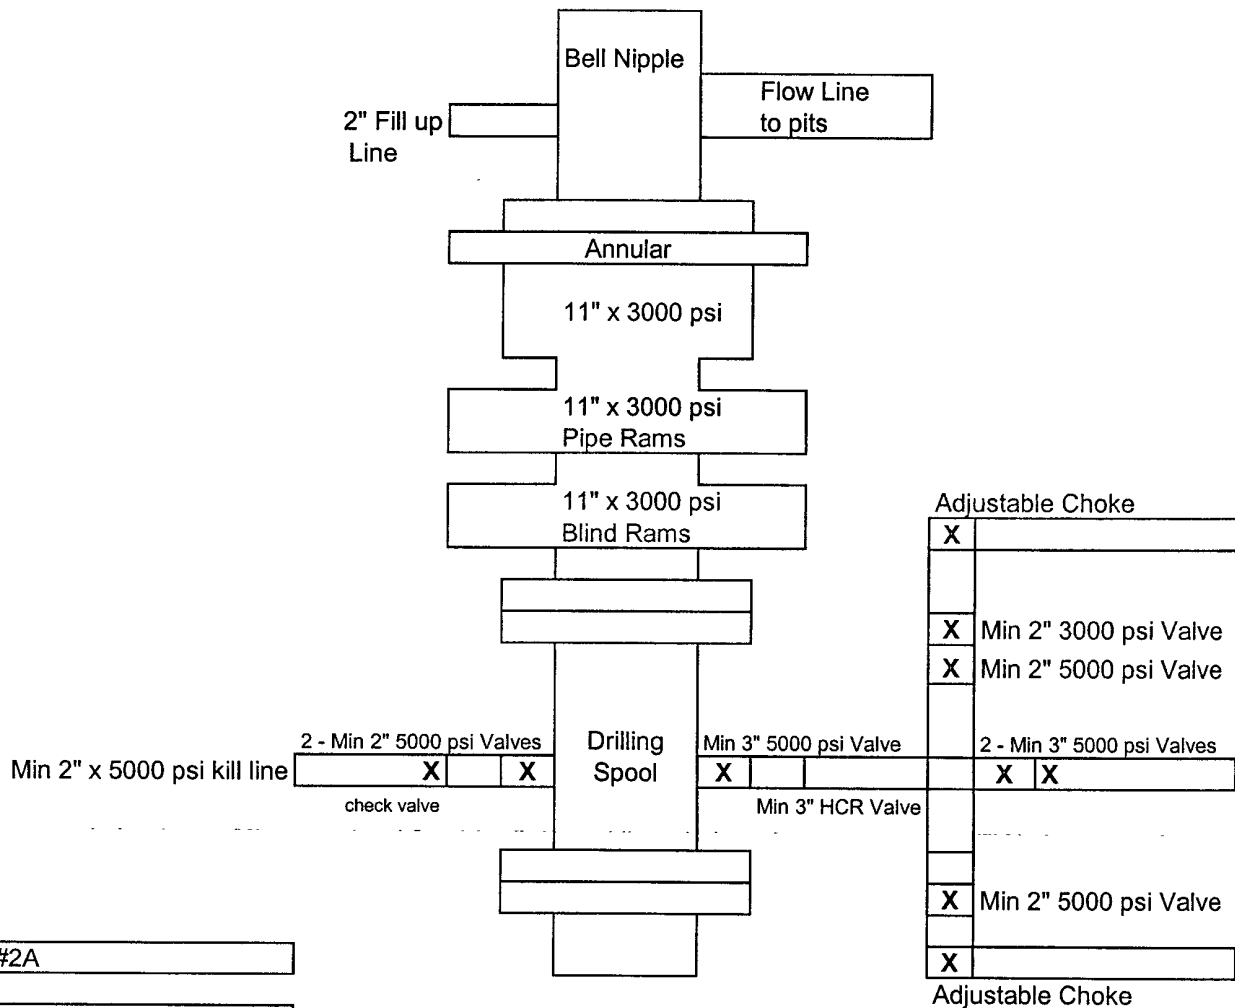 Bell Nipple
2" Fill up
Line
Flow Line
to pits
Annular
11" x 3000 psi
11" x 3000 psi
Pipe Rams
11" x 3000 psi
Blind Rams
Adjustable Choke
X
X Min 2" 3000 psi Valve
X Min 2" 5000 psi Valve
2 - Min 2" 5000 psi Valves
Min 2" x 5000 psi kill line
X X
check valve
Drilling
Spool
Min 3" 5000 psi Valve
X
Min 3" HCR Valve
2 - Min 3" 5000 psi Valves
X X
X Min 2" 5000 psi Valve
X
Adjustable Choke
#2A